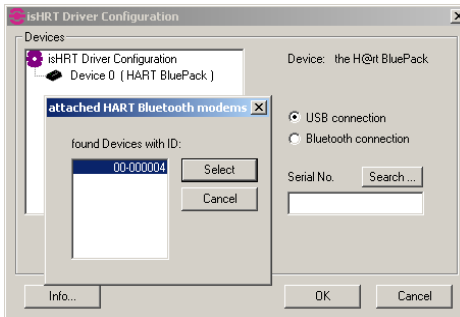 isHRT Driver Configuration
Devices
isHRT Driver Configuration
Device 0 ( HART BluePack )
Device: the H@rt BluePack
attached HART Bluetooth modems
found Devices with ID:
00-000004
Select
Cancel
USB connection
Bluetooth connection
Serial No.
Search ...
Info...
OK
Cancel